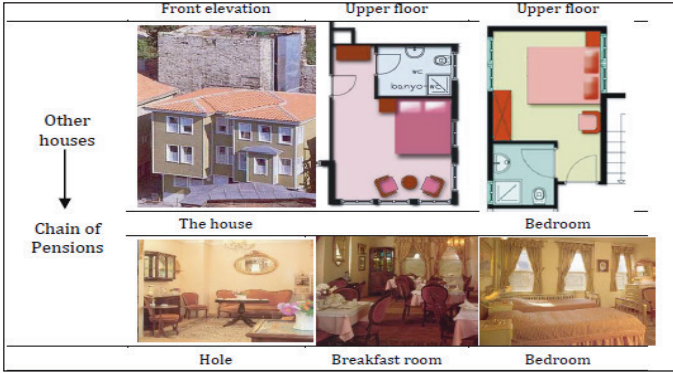 Front elevation
Upper floor
Upper floor
wc
banyo
wc
Other
houses
Chain of
Pensions
The house
Bedroom
Hole
Breakfast room
Bedroom